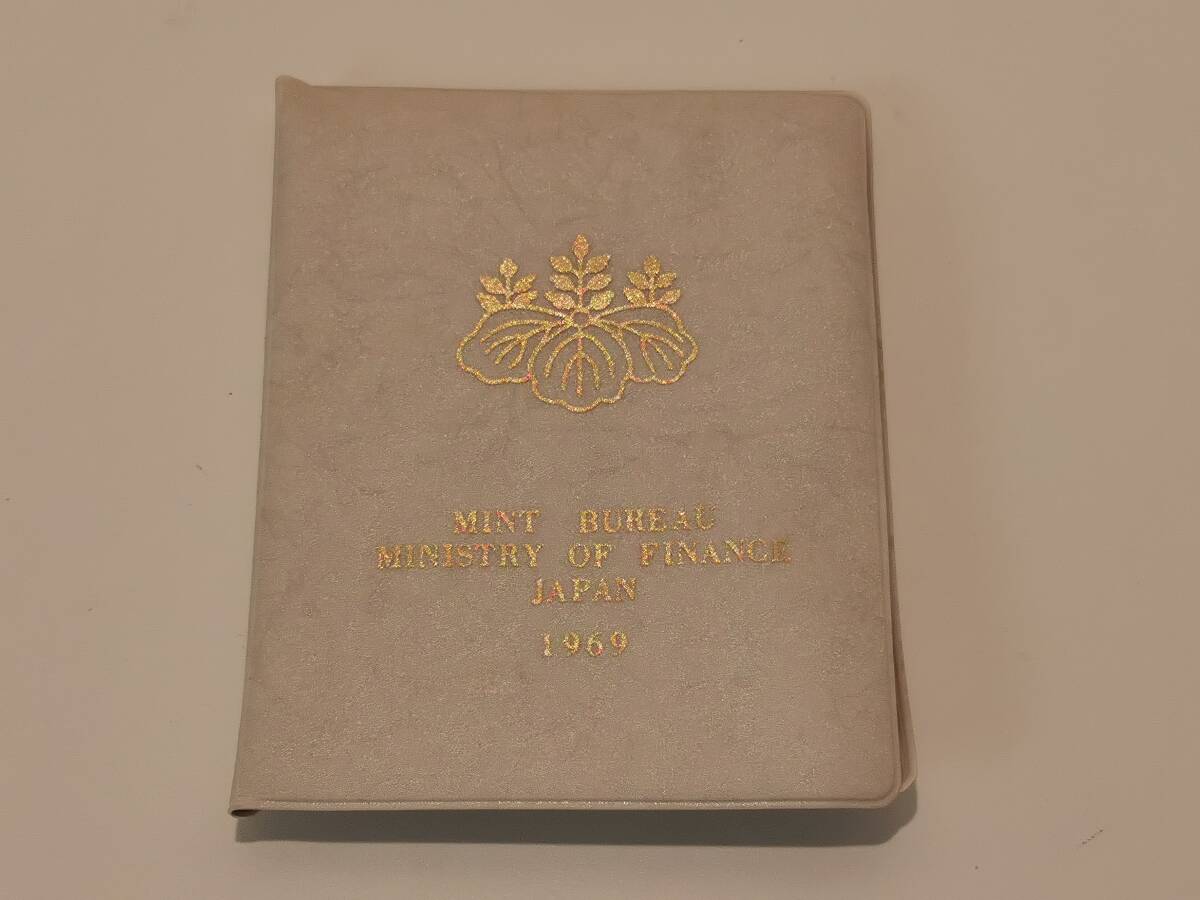 MINT BUREAU
MINISTRY OF FINANCE
JAPAN
1969